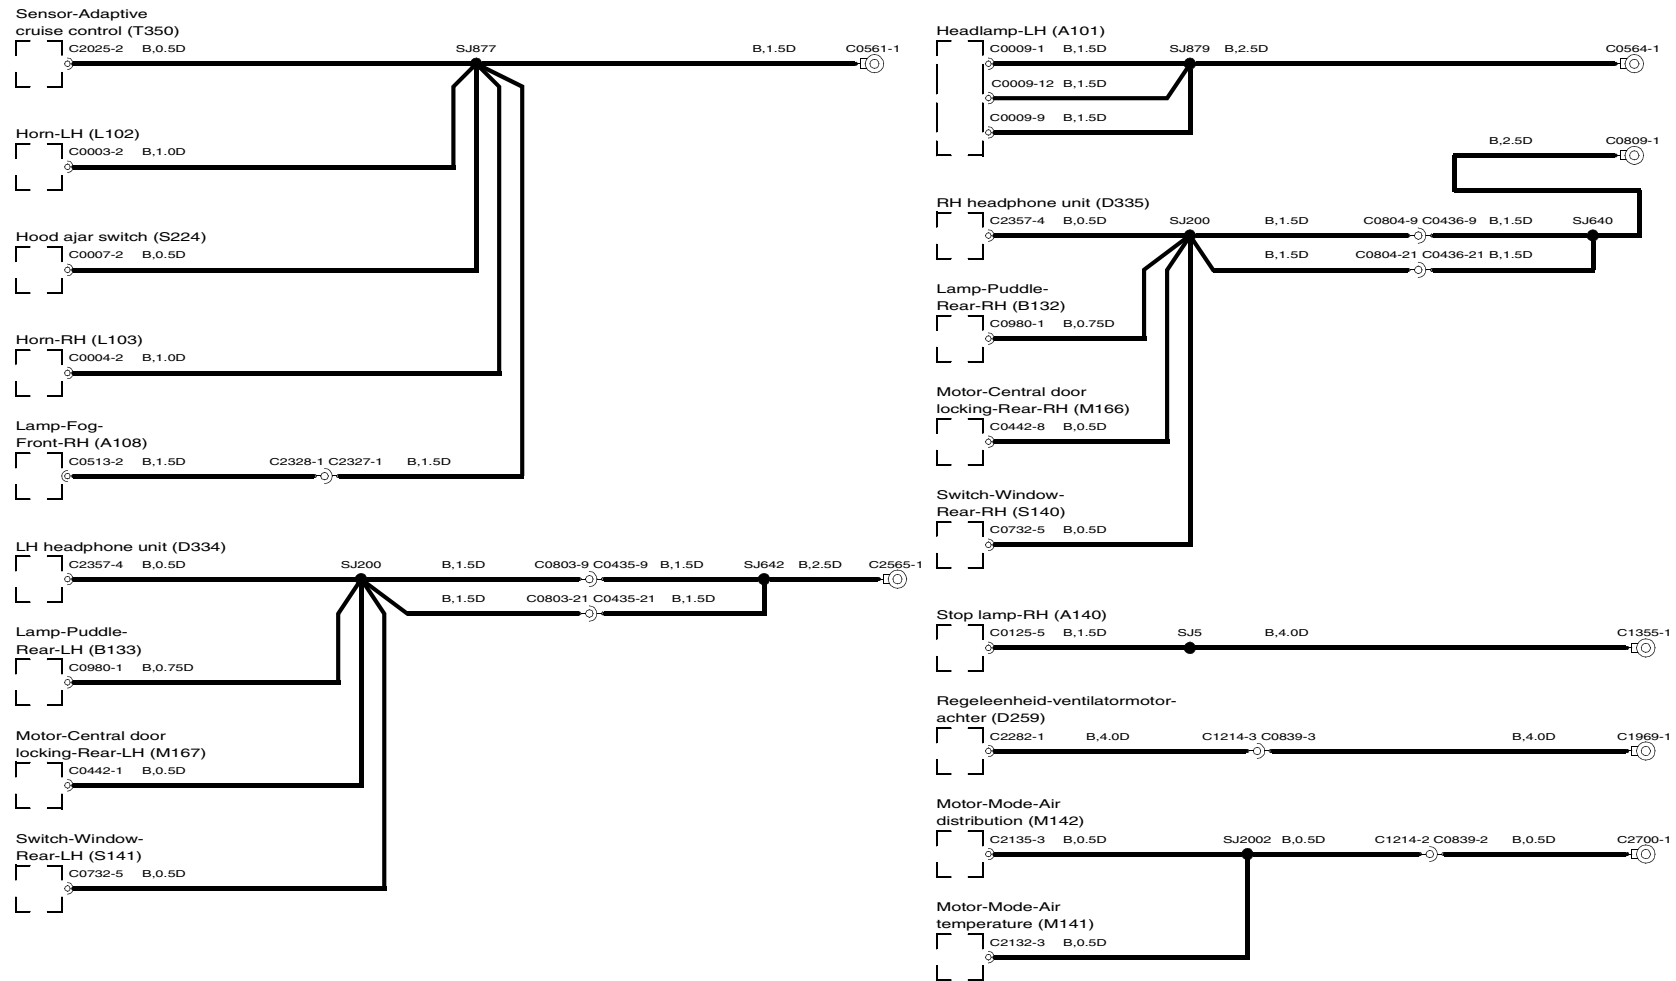 Sensor-Adaptive
cruise control (T350)
C2025-2 B,0.5D SJ877 B,1.5D C0561-1
Horn-LH (L102)
C0003-2 B,1.0D
Hood ajar switch (S224)
C0007-2 B,0.5D
Horn-RH (L103)
C0004-2 B,1.0D
Lamp-Fog-
Front-RH (A108)
C0513-2 B,1.5D C2328-1 C2327-1 B,1.5D
LH headphone unit (D334)
C2357-4 B,0.5D SJ200 B,1.5D C0803-9 C0435-9 B,1.5D SJ642 B,2.5D C2565-1
B,1.5D C0803-21 C0435-21 B,1.5D
Lamp-Puddle-
Rear-LH (B133)
C0980-1 B,0.75D
Motor-Central door
locking-Rear-LH (M167)
C0442-1 B,0.5D
Switch-Window-
Rear-LH (S141)
C0732-5 B,0.5D
Headlamp-LH (A101)
C0009-1 B,1.5D SJ879 B,2.5D C0564-1
C0009-12 B,1.5D
C0009-9 B,1.5D
B,2.5D C0809-1
RH headphone unit (D335)
C2357-4 B,0.5D SJ200 B,1.5D C0804-9 C0436-9 B,1.5D SJ640
B,1.5D C0804-21 C0436-21 B,1.5D
Lamp-Puddle-
Rear-RH (B132)
C0980-1 B,0.75D
Motor-Central door
locking-Rear-RH (M166)
C0442-8 B,0.5D
Switch-Window-
Rear-RH (S140)
C0732-5 B,0.5D
Stop lamp-RH (A140)
C0125-5 B,1.5D SJ5 B,4.0D C1355-1
Regeleenheid-ventilatormotor-
achter (D259)
C2282-1 B,4.0D C1214-3 C0839-3 B,4.0D C1969-1
Motor-Mode-Air
distribution (M142)
C2135-3 B,0.5D SJ2002 B,0.5D C1214-2 C0839-2 B,0.5D C2700-1
Motor-Mode-Air
temperature (M141)
C2132-3 B,0.5D